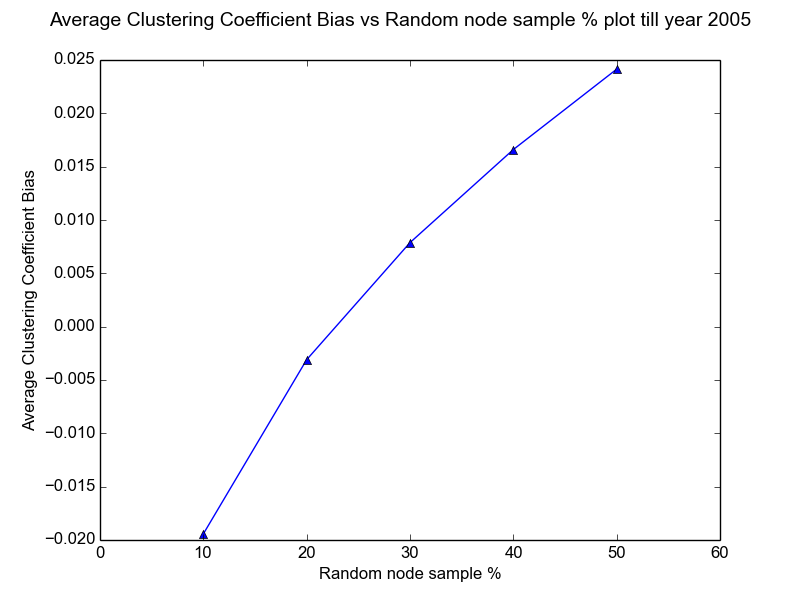 Average Clustering Coefficient Bias vs Random node sample % plot till year 2005
0.025
0.020
0.015
0.010
0.005
0.000
−0.005
−0.010
−0.015
−0.020
Average Clustering Coefficient Bias
0 10 20 30 40 50 60
Random node sample %